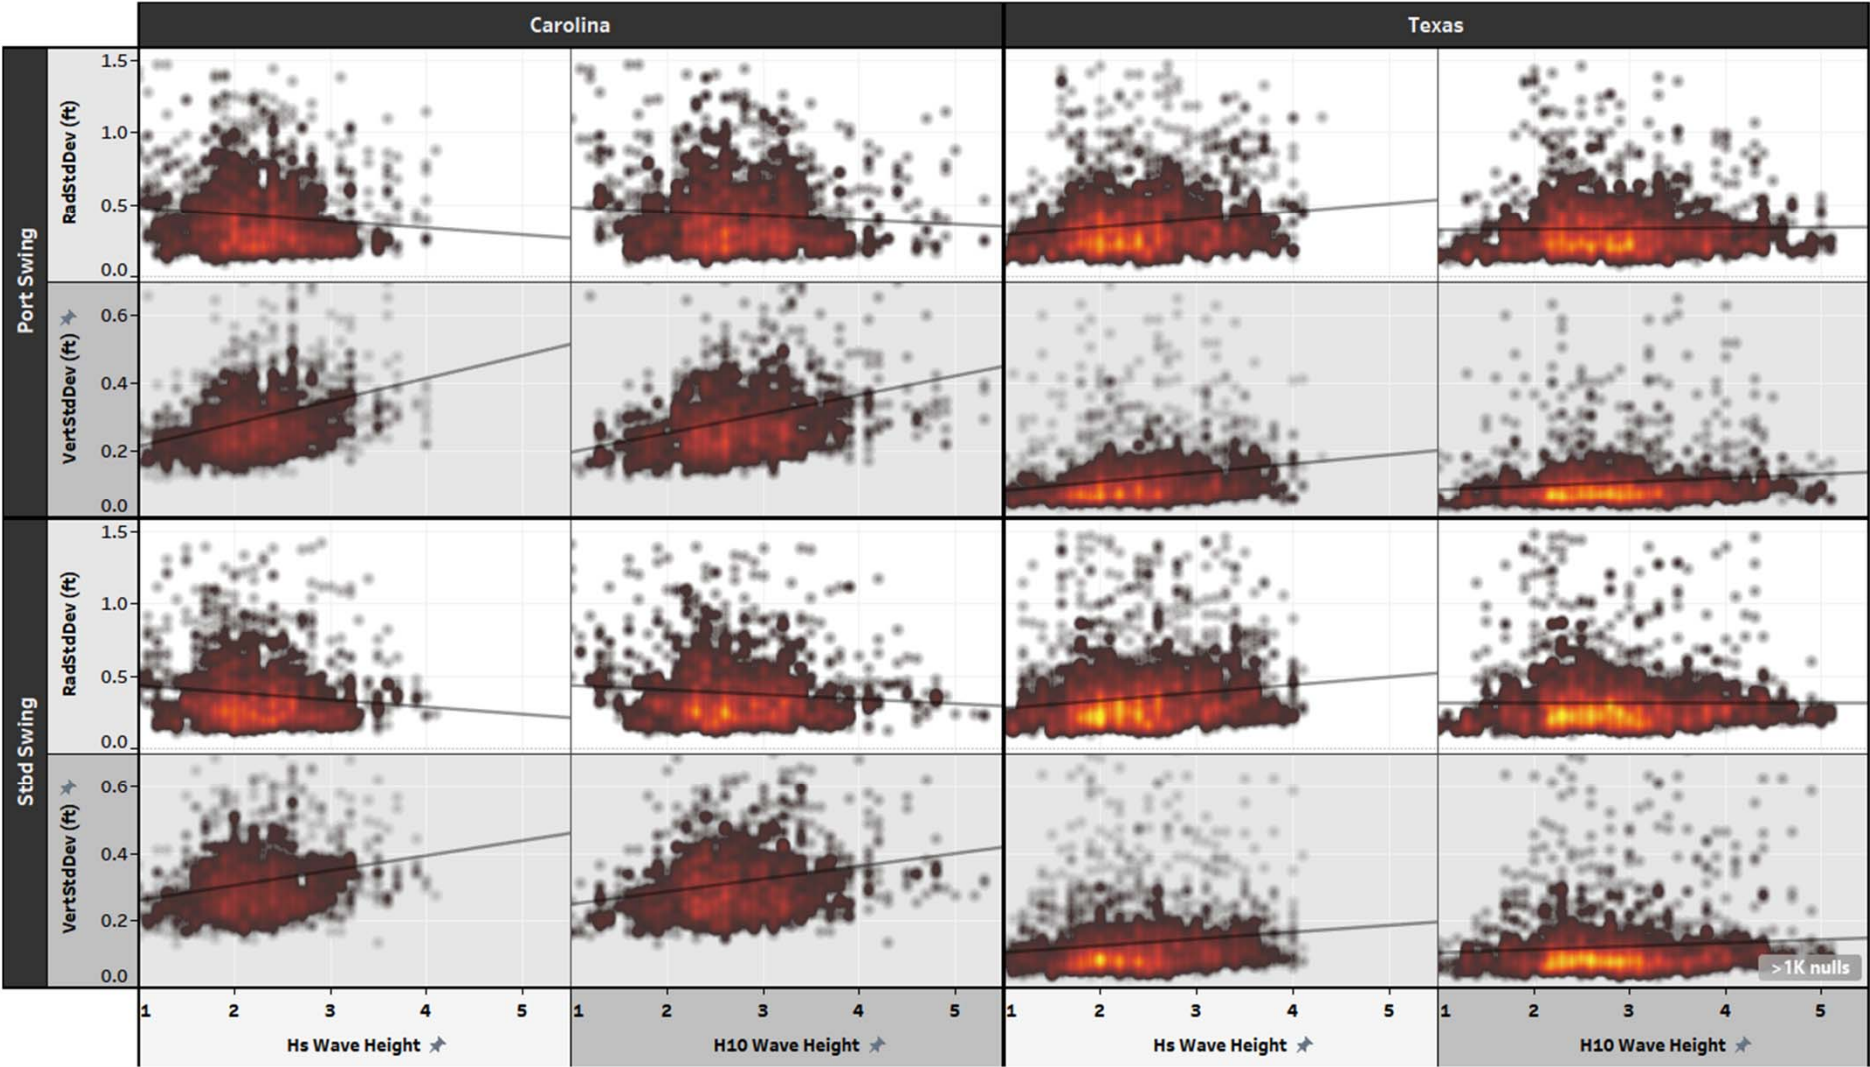 Carolina
Texas
Port Swing
RadStdDev (ft)
1.5
1.0
0.5
0.0
VertStdDev (ft)
0.6
0.4
0.2
0.0
Stbd Swing
RadStdDev (ft)
1.5
1.0
0.5
0.0
VertStdDev (ft)
0.6
0.4
0.2
0.0
>1K nulls
1 2 3 4 5 1 2 3 4 5 1 2 3 4 5 1 2 3 4 5
Hs Wave Height H10 Wave Height Hs Wave Height H10 Wave Height